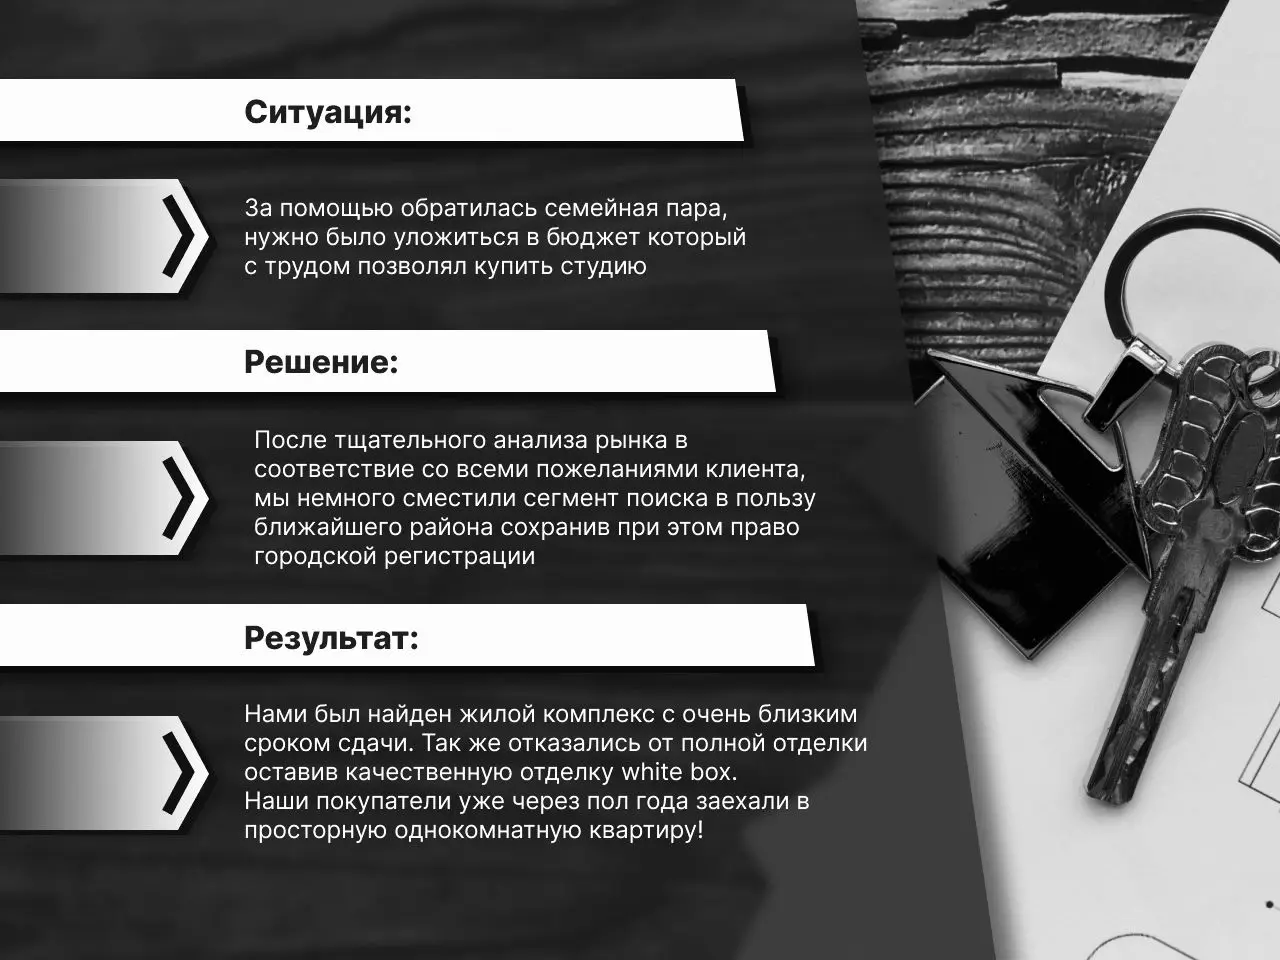 Ситуация:
За помощью обратилась семейная пара,
нужно было уложиться в бюджет который
с трудом позволял купить студию
Решение:
После тщательного анализа рынка в
соответствие со всеми пожеланиями клиента,
мы немного сместили сегмент поиска в пользу
ближайшего района сохранив при этом право
городской регистрации
Результат:
Нами был найден жилой комплекс с очень близким
сроком сдачи. Так же отказались от полной отделки
оставив качественную отделку white box.
Наши покупатели уже через пол года заехали в
просторную однокомнатную квартиру!